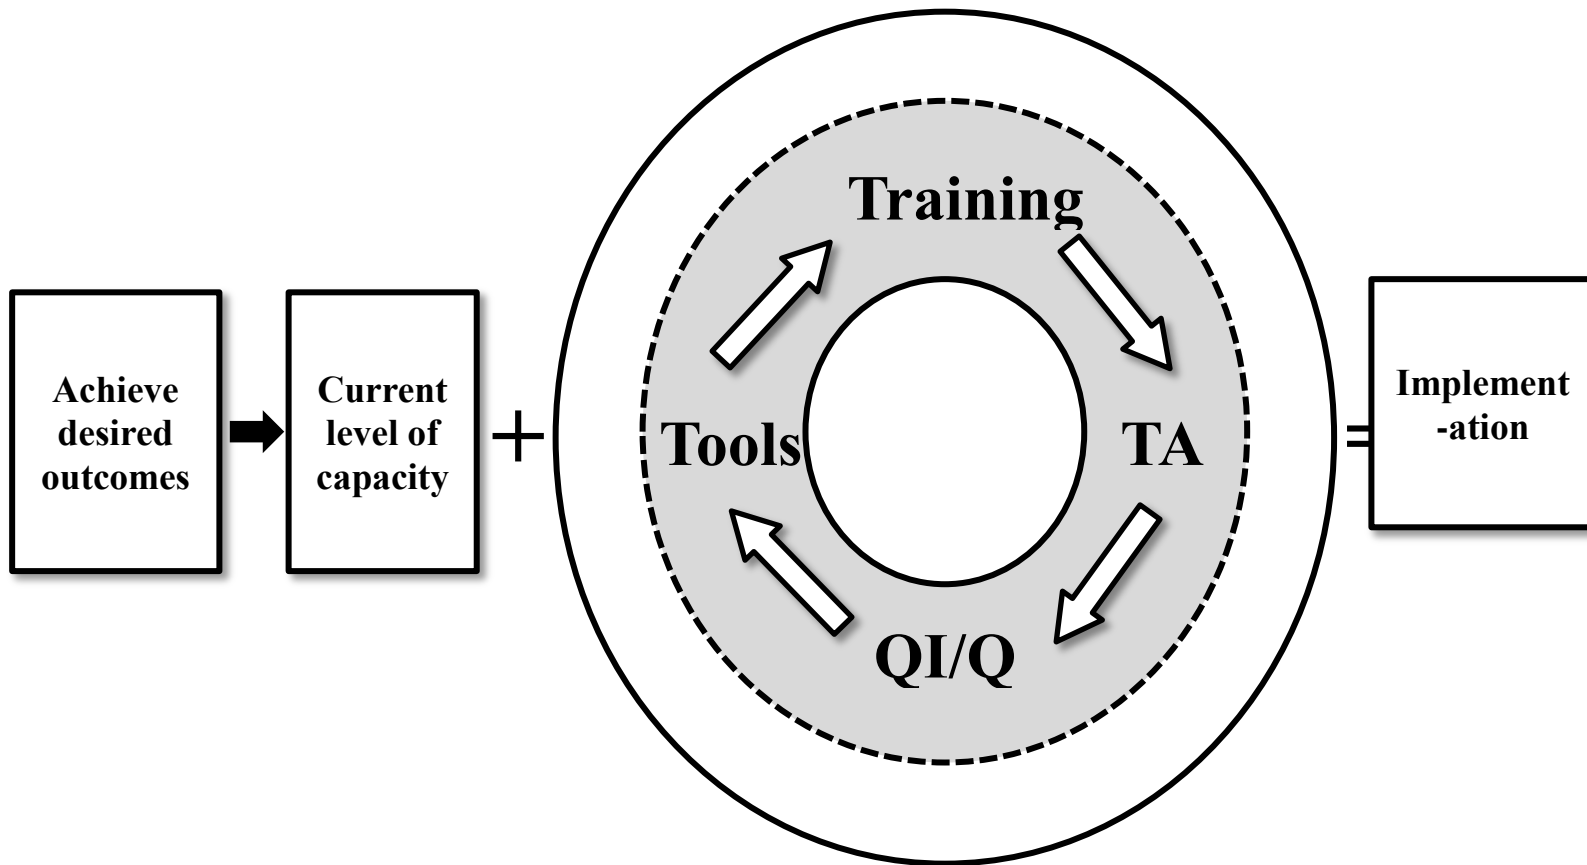 Achieve
desired
outcomes
Current
level of
capacity
+
Training
Tools
TA
QI/Q
=
Implement
-ation